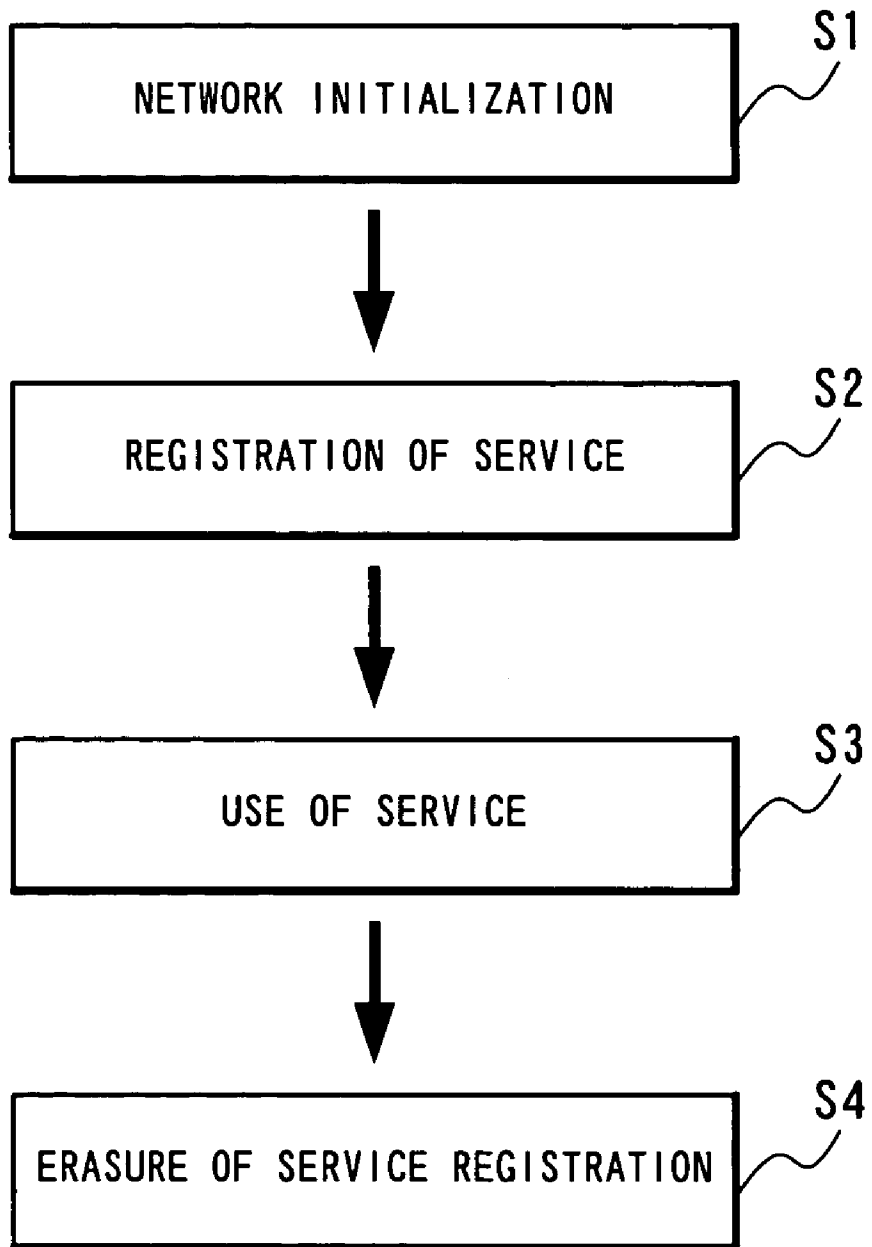 S1
NETWORK INITIALIZATION
S2
REGISTRATION OF SERVICE
S3
USE OF SERVICE
S4
ERASURE OF SERVICE REGISTRATION